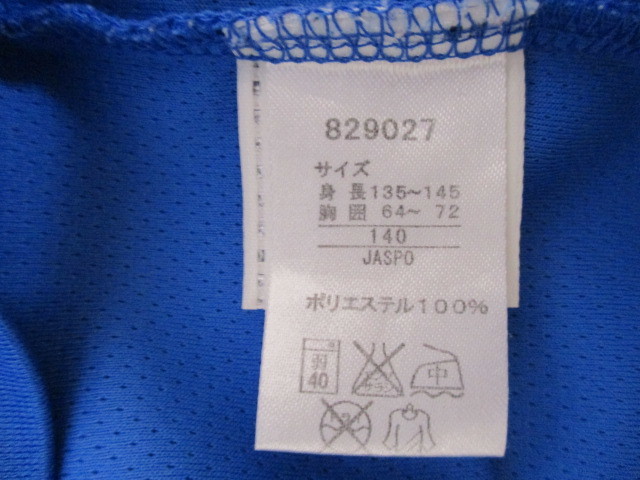 829027
サイズ
身長135～145
胸囲 64～ 72
140
JASPO
ポリエステル100%
弱
40
中